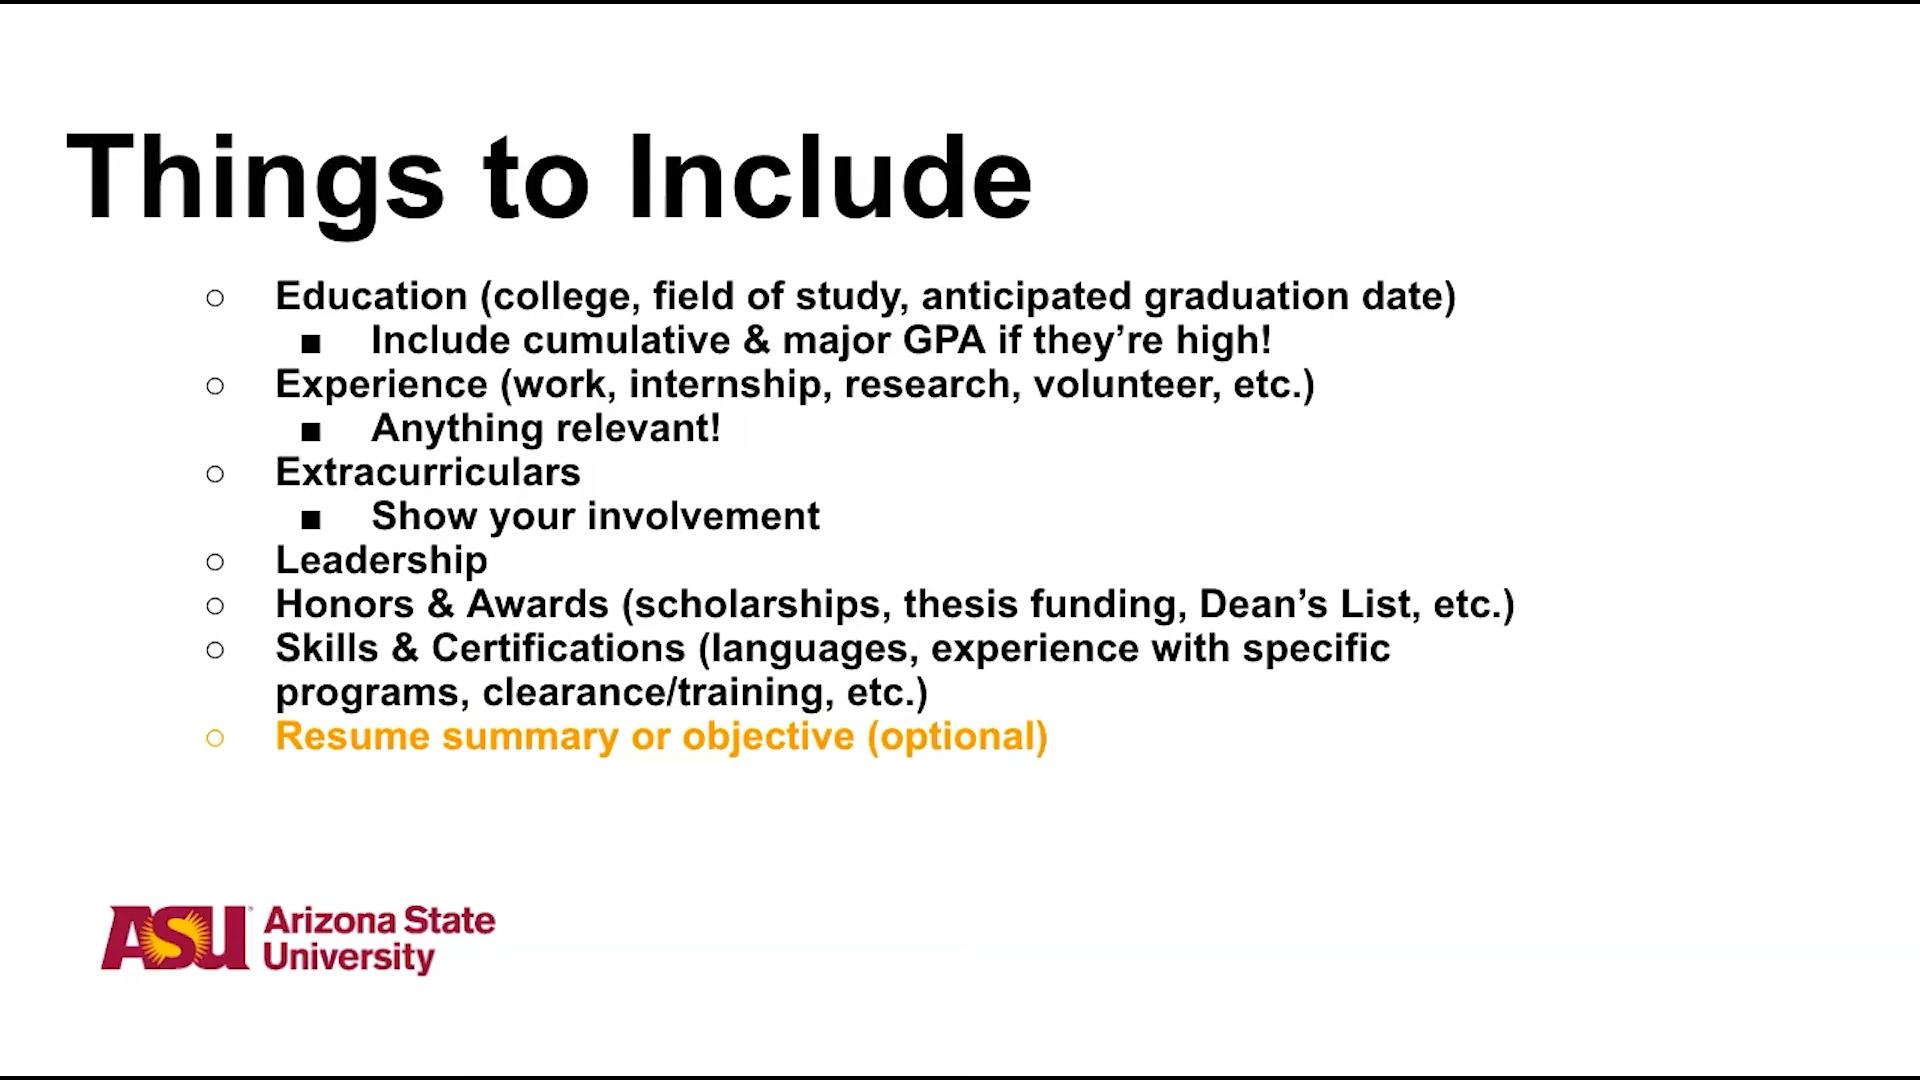 Things to Include
○ Education (college, field of study, anticipated graduation date)
■ Include cumulative & major GPA if they’re high!
○ Experience (work, internship, research, volunteer, etc.)
■ Anything relevant!
○ Extracurriculars
■ Show your involvement
○ Leadership
○ Honors & Awards (scholarships, thesis funding, Dean’s List, etc.)
○ Skills & Certifications (languages, experience with specific
programs, clearance/training, etc.)
○ Resume summary or objective (optional)
ASU Arizona State
University